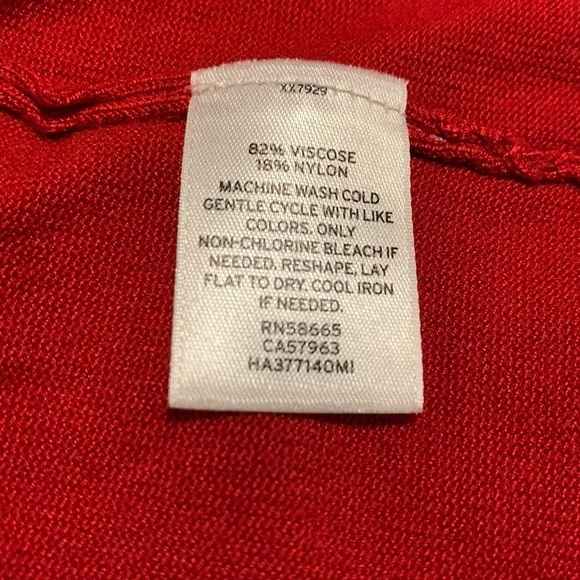 XX7929
82% VISCOSE
18% NYLON
MACHINE WASH COLD
GENTLE CYCLE WITH LIKE
COLORS. ONLY
NON-CHLORINE BLEACH IF
NEEDED. RESHAPE, LAY
FLAT TO DRY. COOL IRON
IF NEEDED.
RN58665
CA57963
HA377140MI